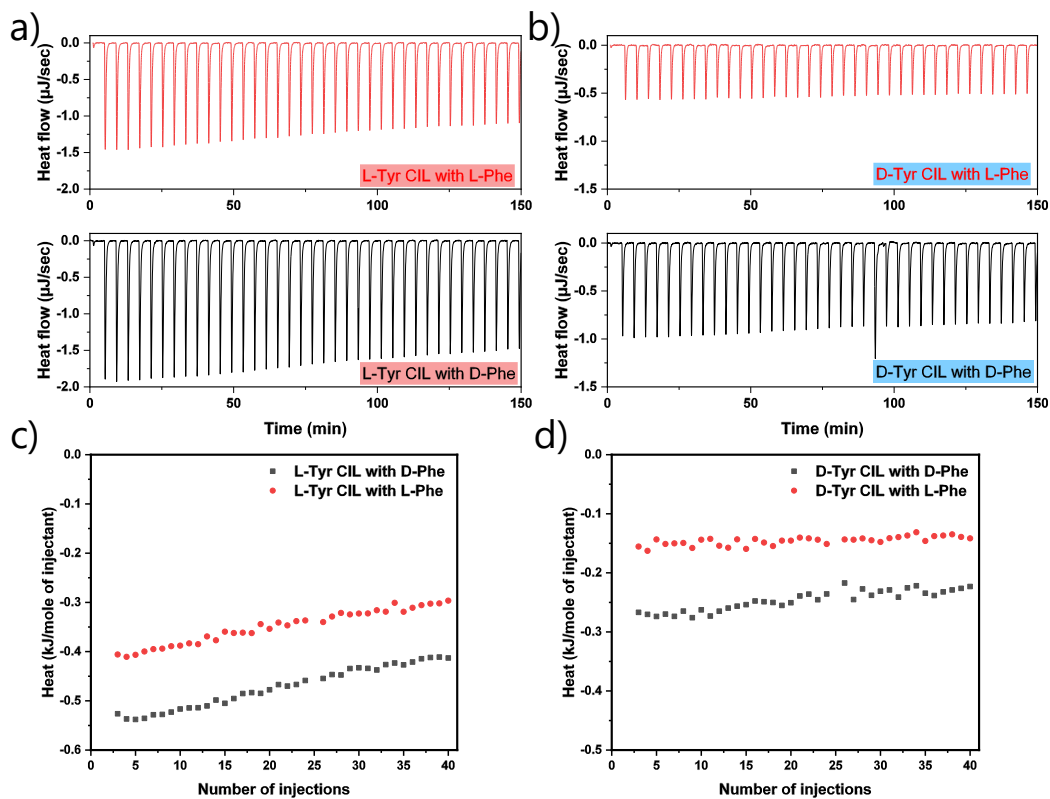 a)
Heat flow (µJ/sec)
0.0
-0.5
-1.0
-1.5
-2.0
L-Tyr CIL with L-Phe
0 50 100 150
Heat flow (µJ/sec)
0.0
-0.5
-1.0
-1.5
-2.0
L-Tyr CIL with D-Phe
0 50 100 150
Time (min)
b)
Heat flow (µJ/sec)
0.0
-0.5
-1.0
-1.5
D-Tyr CIL with L-Phe
0 50 100 150
Heat flow (µJ/sec)
0.0
-0.5
-1.0
-1.5
D-Tyr CIL with D-Phe
0 50 100 150
Time (min)
c)
Heat (kJ/mole of injectant)
0.0
-0.1
-0.2
-0.3
-0.4
-0.5
-0.6
L-Tyr CIL with D-Phe
L-Tyr CIL with L-Phe
0 5 10 15 20 25 30 35 40
Number of injections
d)
Heat (kJ/mole of injectant)
0.0
-0.1
-0.2
-0.3
-0.4
-0.5
D-Tyr CIL with D-Phe
D-Tyr CIL with L-Phe
0 5 10 15 20 25 30 35 40
Number of injections